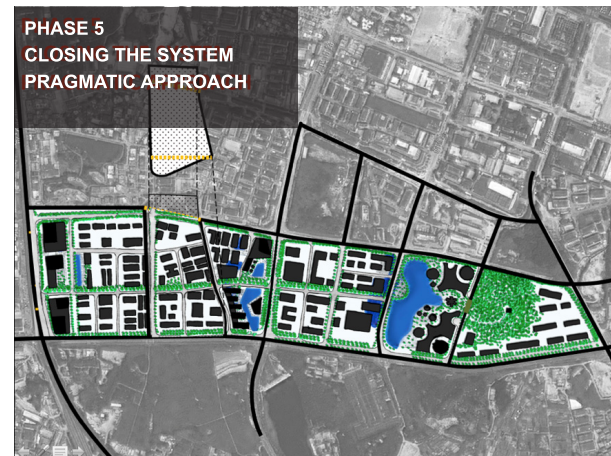 PHASE 5
CLOSING THE SYSTEM
PRAGMATIC APPROACH